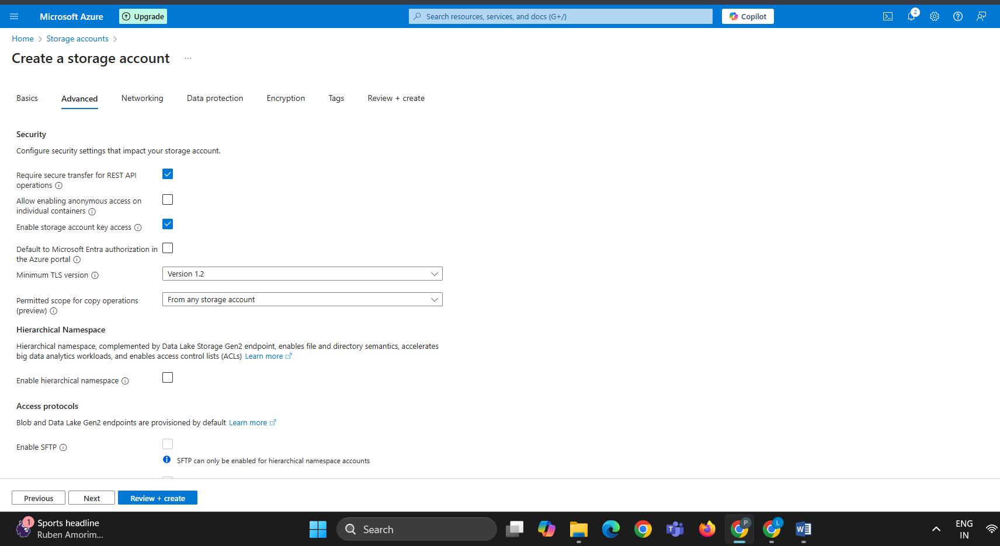 Microsoft Azure
Upgrade
Search resources, services, and docs (G+/)
Copilot
2
Home > Storage accounts >
Create a storage account ...
Basics Advanced Networking Data protection Encryption Tags Review + create
Security
Configure security settings that impact your storage account.
Require secure transfer for REST API
operations
Allow enabling anonymous access on
individual containers
Enable storage account key access
Default to Microsoft Entra authorization in
the Azure portal
Minimum TLS version
Version 1.2
Permitted scope for copy operations
(preview)
From any storage account
Hierarchical Namespace
Hierarchical namespace, complemented by Data Lake Storage Gen2 endpoint, enables file and directory semantics, accelerates
big data analytics workloads, and enables access control lists (ACLs) Learn more
Enable hierarchical namespace
Access protocols
Blob and Data Lake Gen2 endpoints are provisioned by default Learn more
Enable SFTP
SFTP can only be enabled for hierarchical namespace accounts
Previous Next Review + create
1
Sports headline
Ruben Amorim...
Search
P
L
ENG
IN